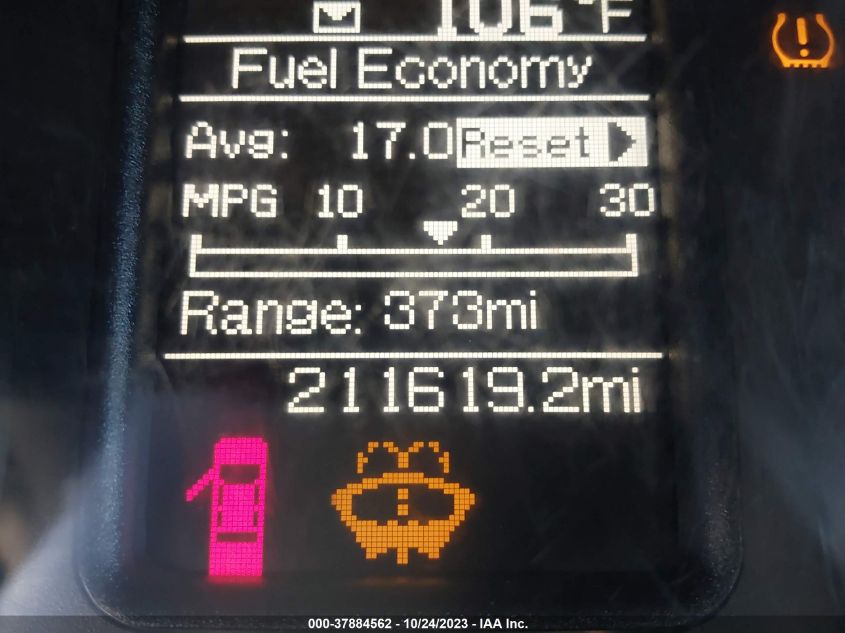 106°F
Fuel Economy
Avg: 17.0 Reset
MPG 10 20 30
Range: 373mi
211619.2mi
000-37884562 - 10/24/2023 - IAA Inc.